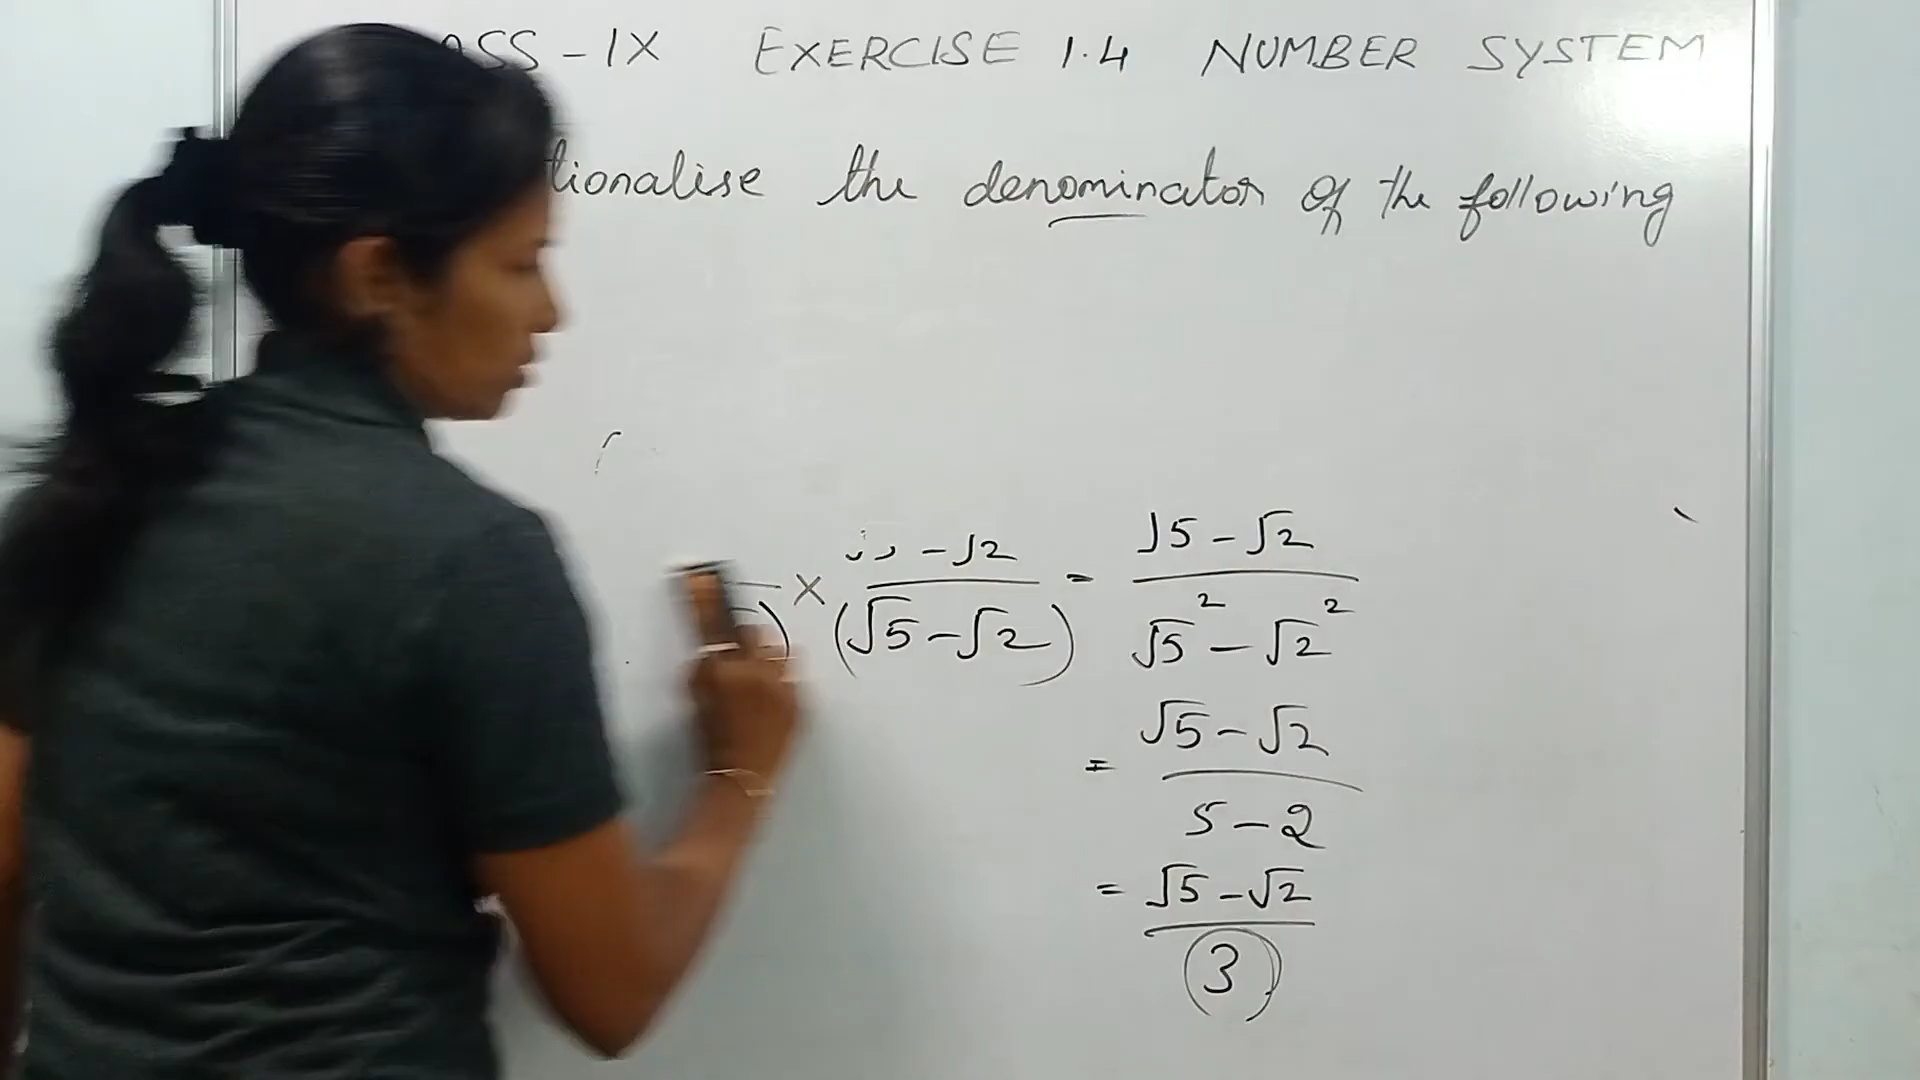 - IX EXERCISE 1.4 NUMBER SYSTEM
the denominator of the following
× - √2 / (√5 - √2) = √5 - √2 / √5² - √2²
= √5 - √2 / 5 - 2
= √5 - √2 / 3